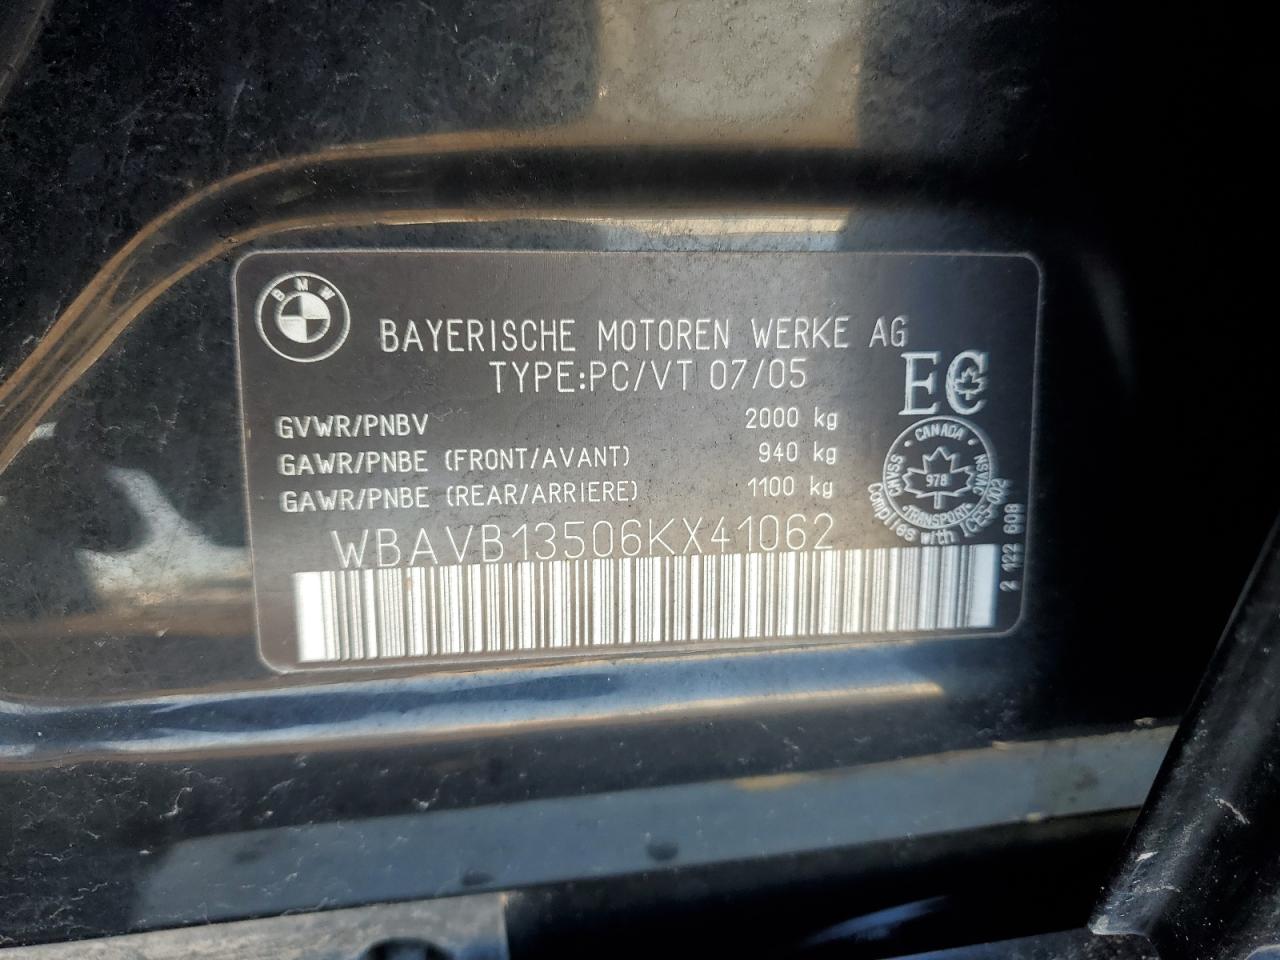 BMW
BAYERISCHE MOTOREN WERKE AG
TYPE:PC/VT 07/05
EC
GVWR/PNBV 2000 kg
GAWR/PNBE (FRONT/AVANT) 940 kg
GAWR/PNBE (REAR/ARRIERE) 1100 kg
CANADA
978
TRANSPORT
CMVSS
NSVAC
Complies with ICES-002
WBAVB13506KX41062
2 122 608